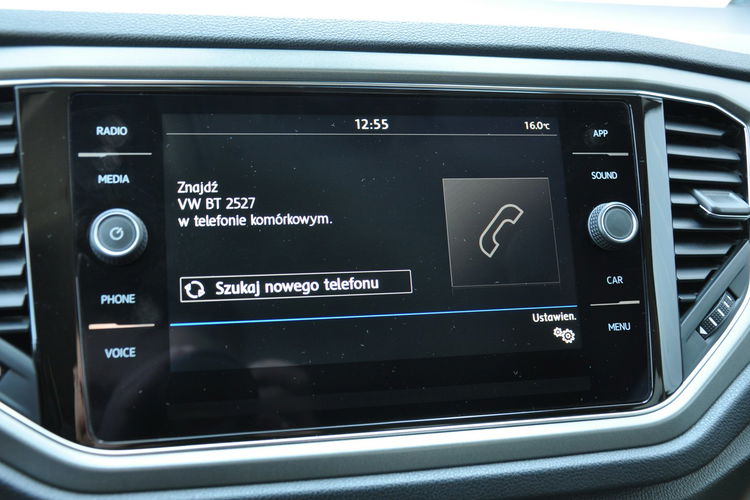 RADIO
MEDIA
PHONE
VOICE
12:55
16.0°C
Znajdź
VW BT 2527
w telefonie komórkowym.
Szukaj nowego telefonu
Ustawien.
APP
SOUND
CAR
MENU